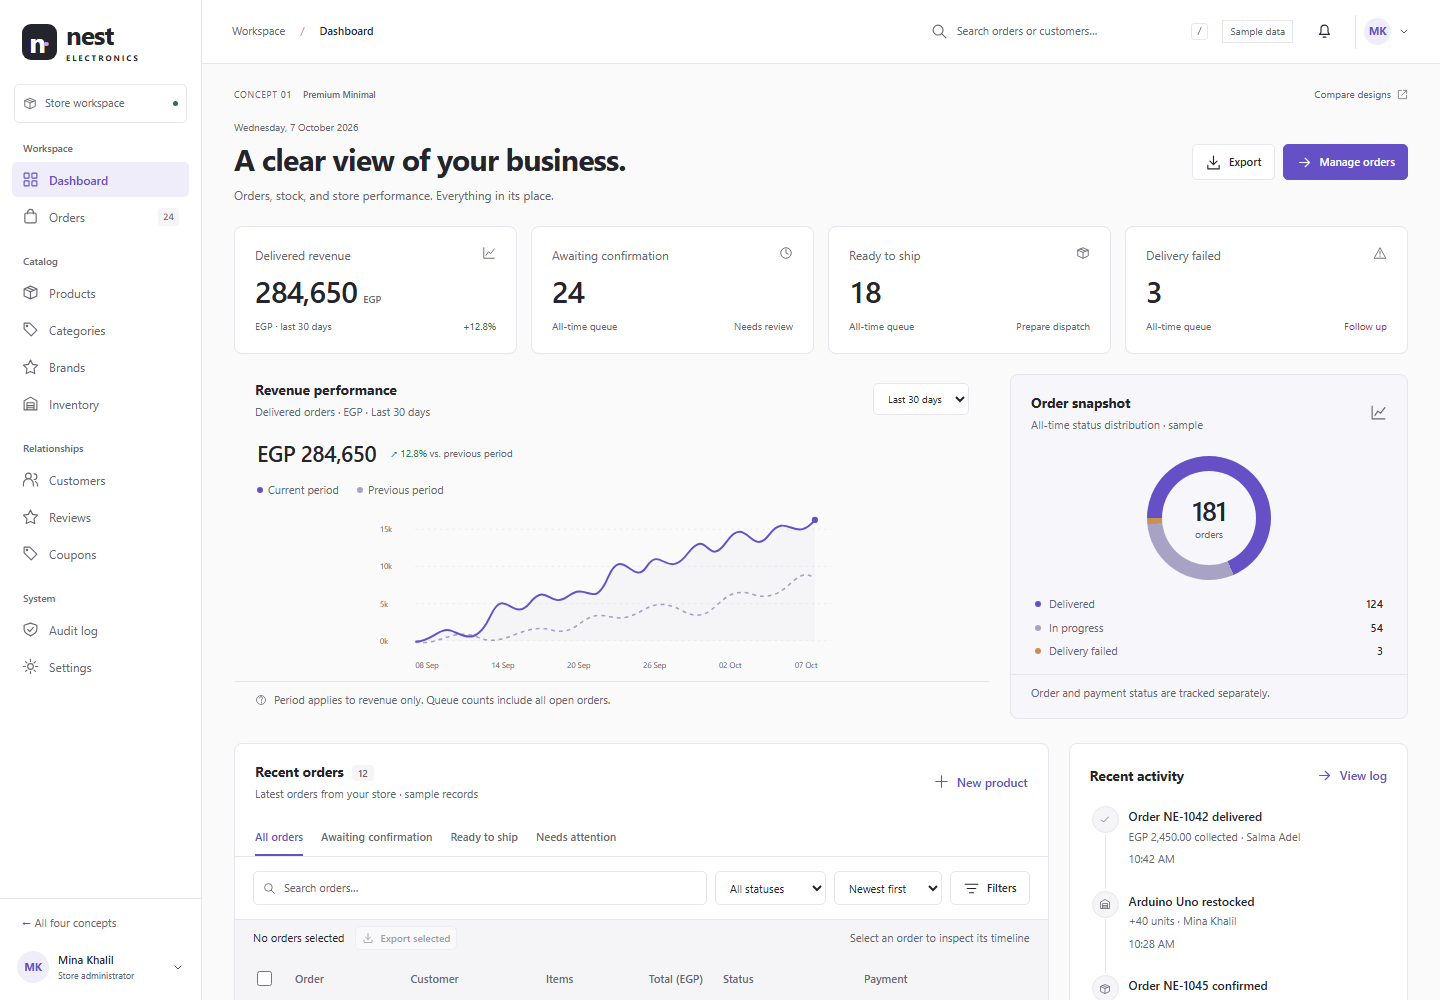 n nest
ELECTRONICS
Store workspace
Workspace
Dashboard
Orders 24
Catalog
Products
Categories
Brands
Inventory
Relationships
Customers
Reviews
Coupons
System
Audit log
Settings
← All four concepts
MK Mina Khalil
Store administrator
Workspace / Dashboard
Search orders or customers... /
Sample data
MK
CONCEPT 01 Premium Minimal
Compare designs
Wednesday, 7 October 2026
A clear view of your business.
Orders, stock, and store performance. Everything in its place.
Export
Manage orders
Delivered revenue
284,650 EGP
EGP · last 30 days +12.8%
Awaiting confirmation
24
All-time queue Needs review
Ready to ship
18
All-time queue Prepare dispatch
Delivery failed
3
All-time queue Follow up
Revenue performance
Delivered orders · EGP · Last 30 days
Last 30 days
EGP 284,650 ↗ 12.8% vs. previous period
Current period Previous period
15k
10k
5k
0k
08 Sep 14 Sep 20 Sep 26 Sep 02 Oct 07 Oct
Period applies to revenue only. Queue counts include all open orders.
Order snapshot
All-time status distribution · sample
181
orders
Delivered 124
In progress 54
Delivery failed 3
Order and payment status are tracked separately.
Recent orders 12
Latest orders from your store · sample records
New product
All orders Awaiting confirmation Ready to ship Needs attention
Search orders...
All statuses
Newest first
Filters
No orders selected Export selected Select an order to inspect its timeline
Order Customer Items Total (EGP) Status Payment
Recent activity
View log
Order NE-1042 delivered
EGP 2,450.00 collected · Salma Adel
10:42 AM
Arduino Uno restocked
+40 units · Mina Khalil
10:28 AM
Order NE-1045 confirmed